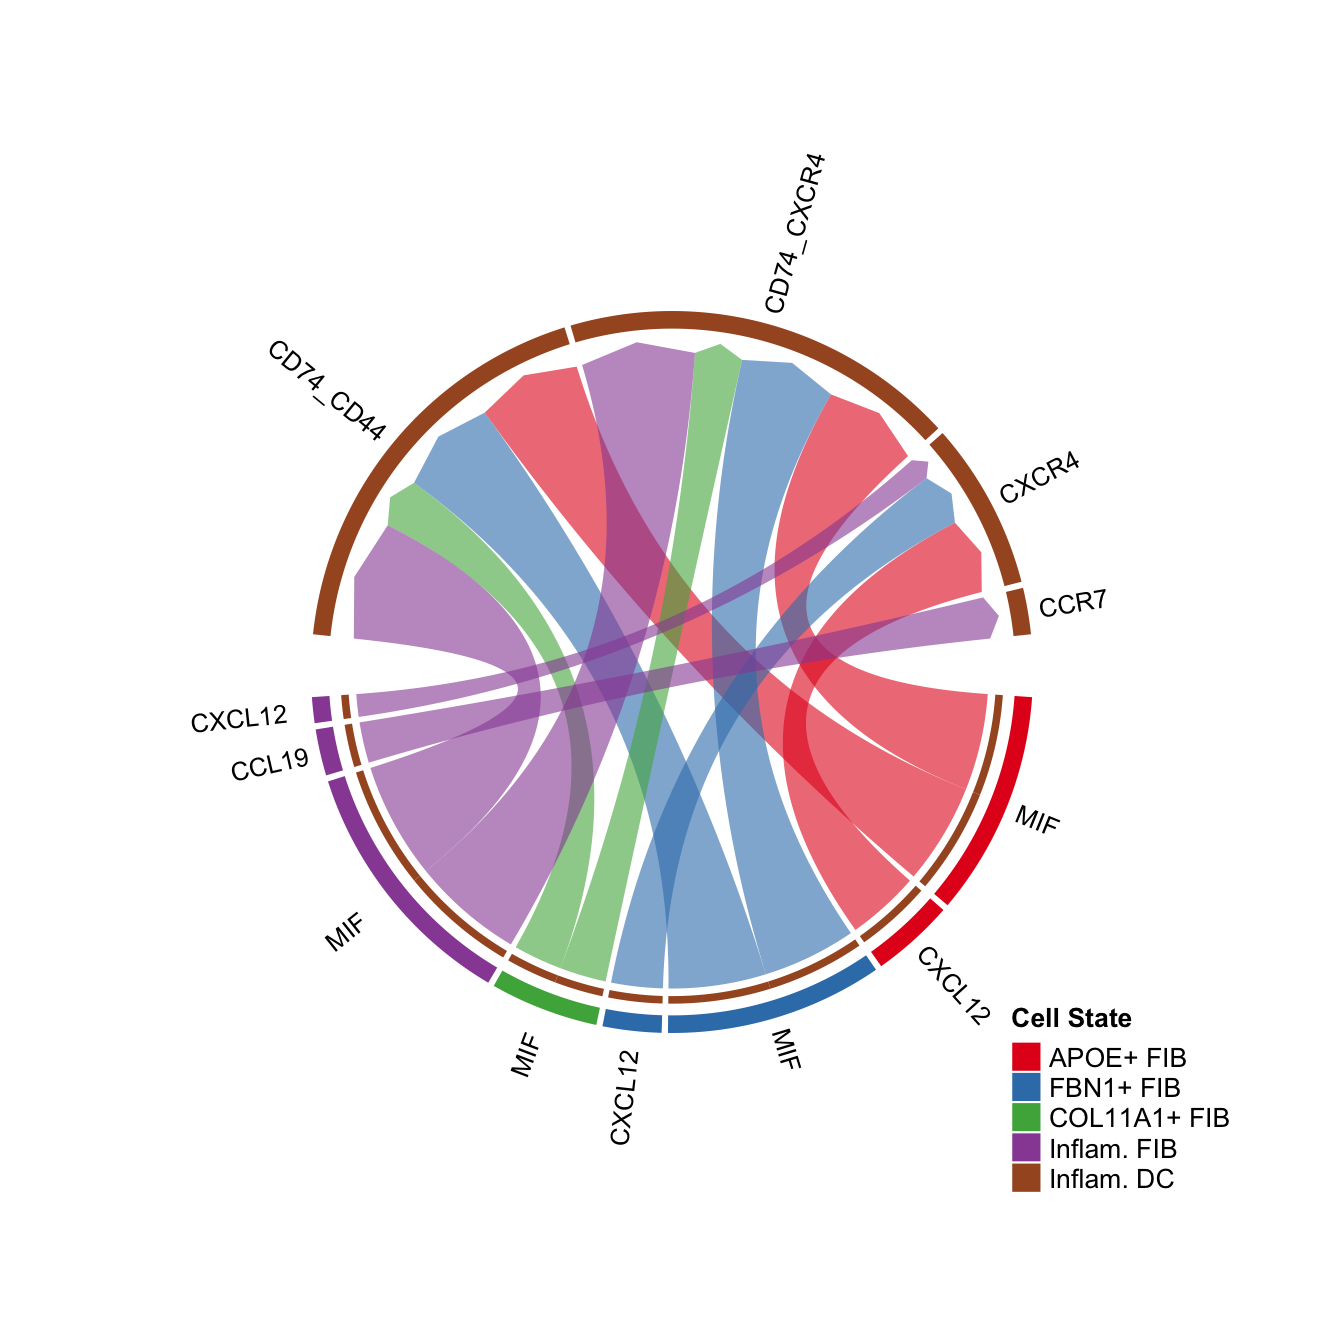 CD74_CXCR4
CD74_CD44
CXCR4
CCR7
CXCL12
CCL19
MIF
MIF
CXCL12
MIF
CXCL12
MIF
Cell State
APOE+ FIB
FBN1+ FIB
COL11A1+ FIB
Inflam. FIB
Inflam. DC